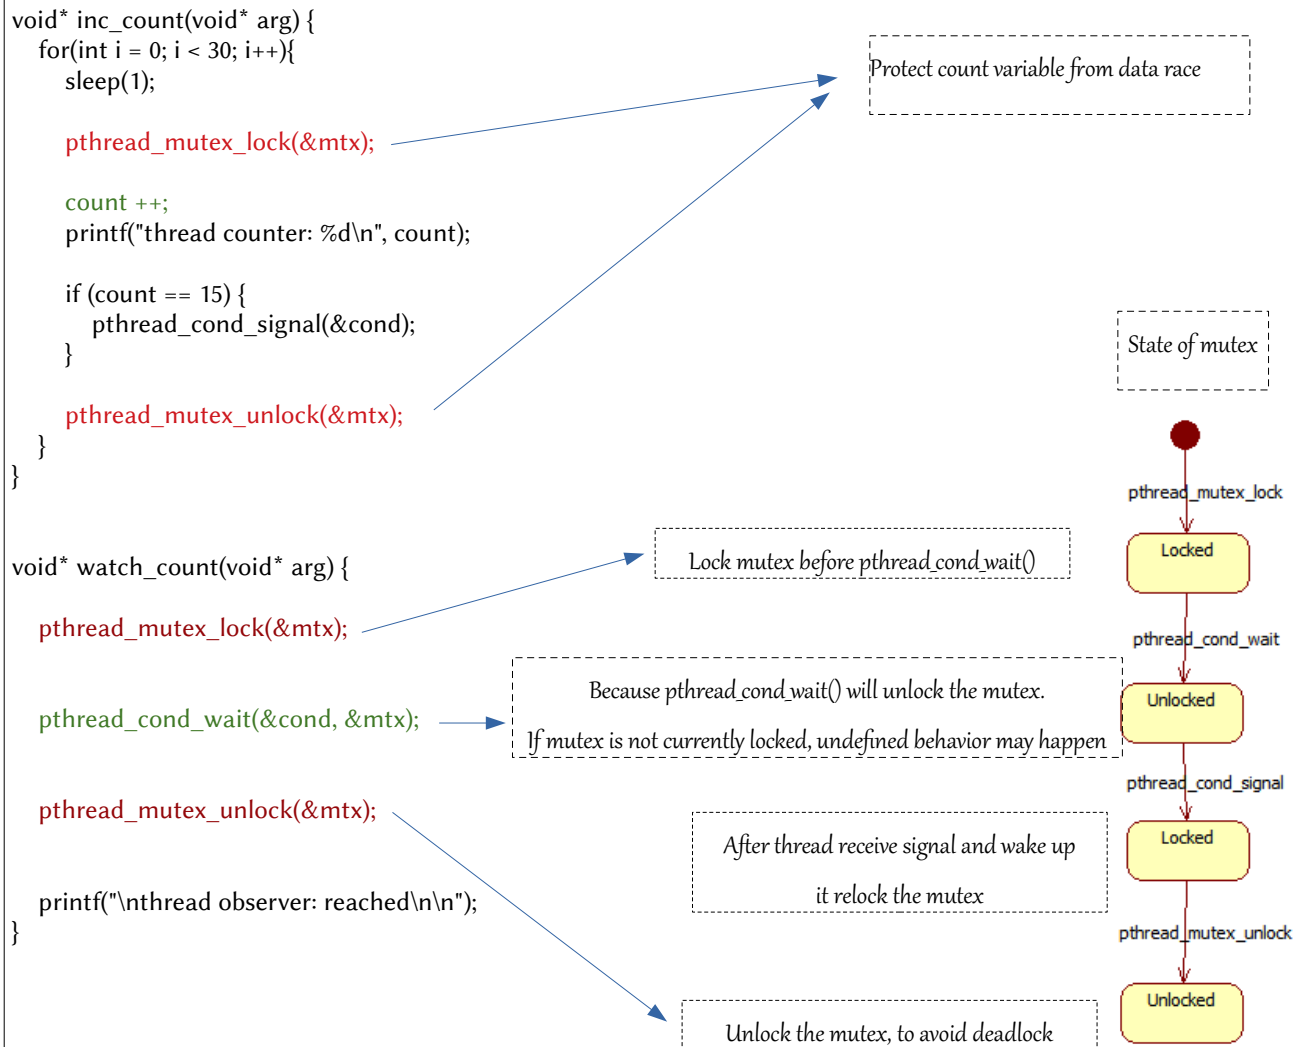 void* inc_count(void* arg) {
for(int i = 0; i < 30; i++){
sleep(1);
pthread_mutex_lock(&mtx);
count ++;
printf("thread counter: %d\n", count);
if (count == 15) {
pthread_cond_signal(&cond);
}
pthread_mutex_unlock(&mtx);
}
}
void* watch_count(void* arg) {
pthread_mutex_lock(&mtx);
pthread_cond_wait(&cond, &mtx);
pthread_mutex_unlock(&mtx);
printf("\nthread observer: reached\n\n");
}
Protect count variable from data race
Lock mutex before pthread_cond_wait()
Because pthread_cond_wait() will unlock the mutex.
If mutex is not currently locked, undefined behavior may happen
After thread receive signal and wake up
it relock the mutex
Unlock the mutex, to avoid deadlock
State of mutex
pthread_mutex_lock
Locked
pthread_cond_wait
Unlocked
pthread_cond_signal
Locked
pthread_mutex_unlock
Unlocked